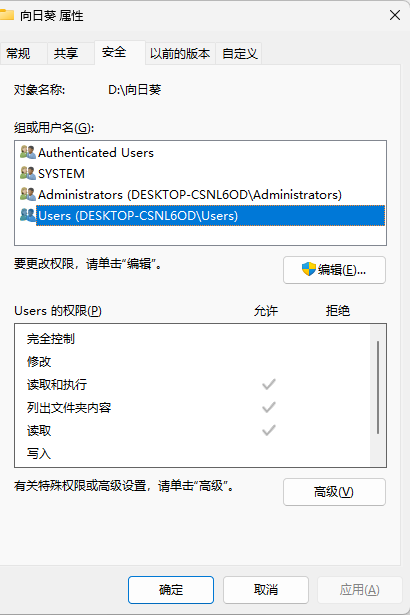 向日葵 属性
常规 共享 安全 以前的版本 自定义
对象名称: D:\向日葵
组或用户名(G):
Authenticated Users
SYSTEM
Administrators (DESKTOP-CSNL6OD\Administrators)
Users (DESKTOP-CSNL6OD\Users)
要更改权限，请单击“编辑”。 编辑(E)...
Users 的权限(P) 允许 拒绝
完全控制
修改
读取和执行
列出文件夹内容
读取
写入
有关特殊权限或高级设置，请单击“高级”。 高级(V)
确定 取消 应用(A)